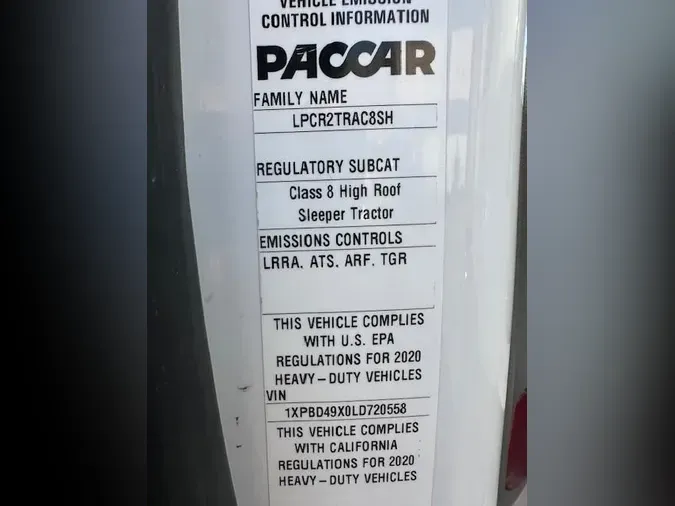 VEHICLE EMISSION
CONTROL INFORMATION
PACCAR
FAMILY NAME
LPCR2TRAC8SH
REGULATORY SUBCAT
Class 8 High Roof
Sleeper Tractor
EMISSIONS CONTROLS
LRRA. ATS. ARF. TGR
THIS VEHICLE COMPLIES
WITH U.S. EPA
REGULATIONS FOR 2020
HEAVY-DUTY VEHICLES
VIN
1XPBD49X0LD720558
THIS VEHICLE COMPLIES
WITH CALIFORNIA
REGULATIONS FOR 2020
HEAVY-DUTY VEHICLES